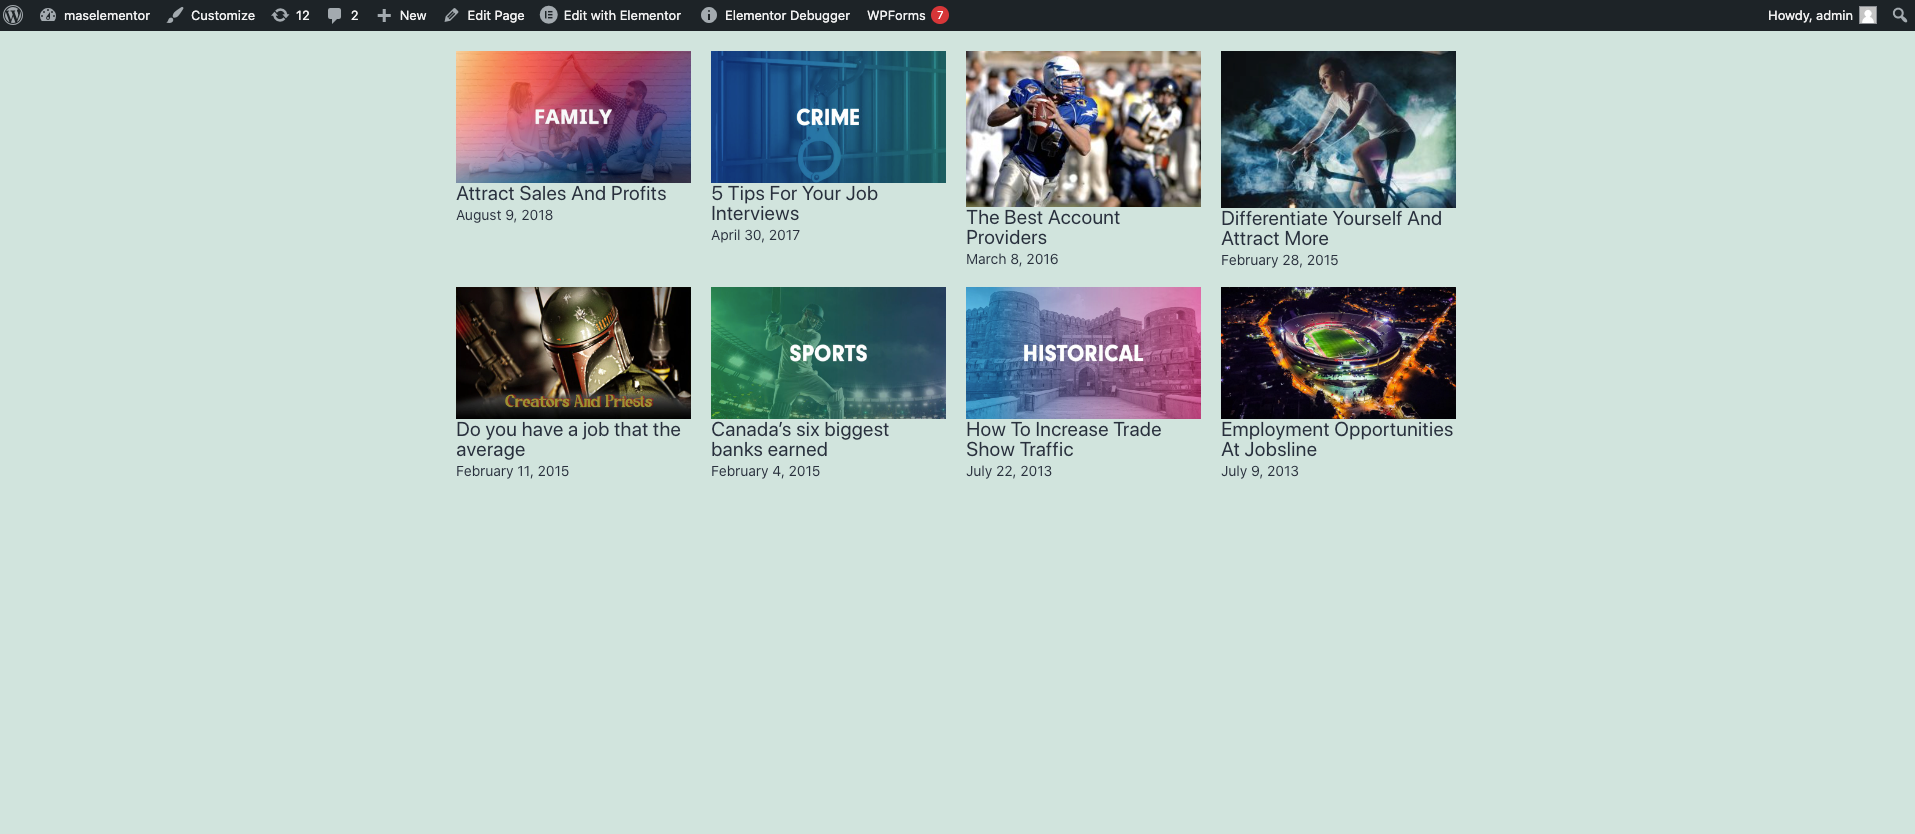 maselementor Customize 12 2 New Edit Page Edit with Elementor Elementor Debugger WPForms 7 Howdy, admin
FAMILY
Attract Sales And Profits
August 9, 2018
CRIME
5 Tips For Your Job
Interviews
April 30, 2017
The Best Account
Providers
March 8, 2016
Differentiate Yourself And
Attract More
February 28, 2015
Creators And Priests
Do you have a job that the
average
February 11, 2015
SPORTS
Canada’s six biggest
banks earned
February 4, 2015
HISTORICAL
How To Increase Trade
Show Traffic
July 22, 2013
Employment Opportunities
At Jobsline
July 9, 2013